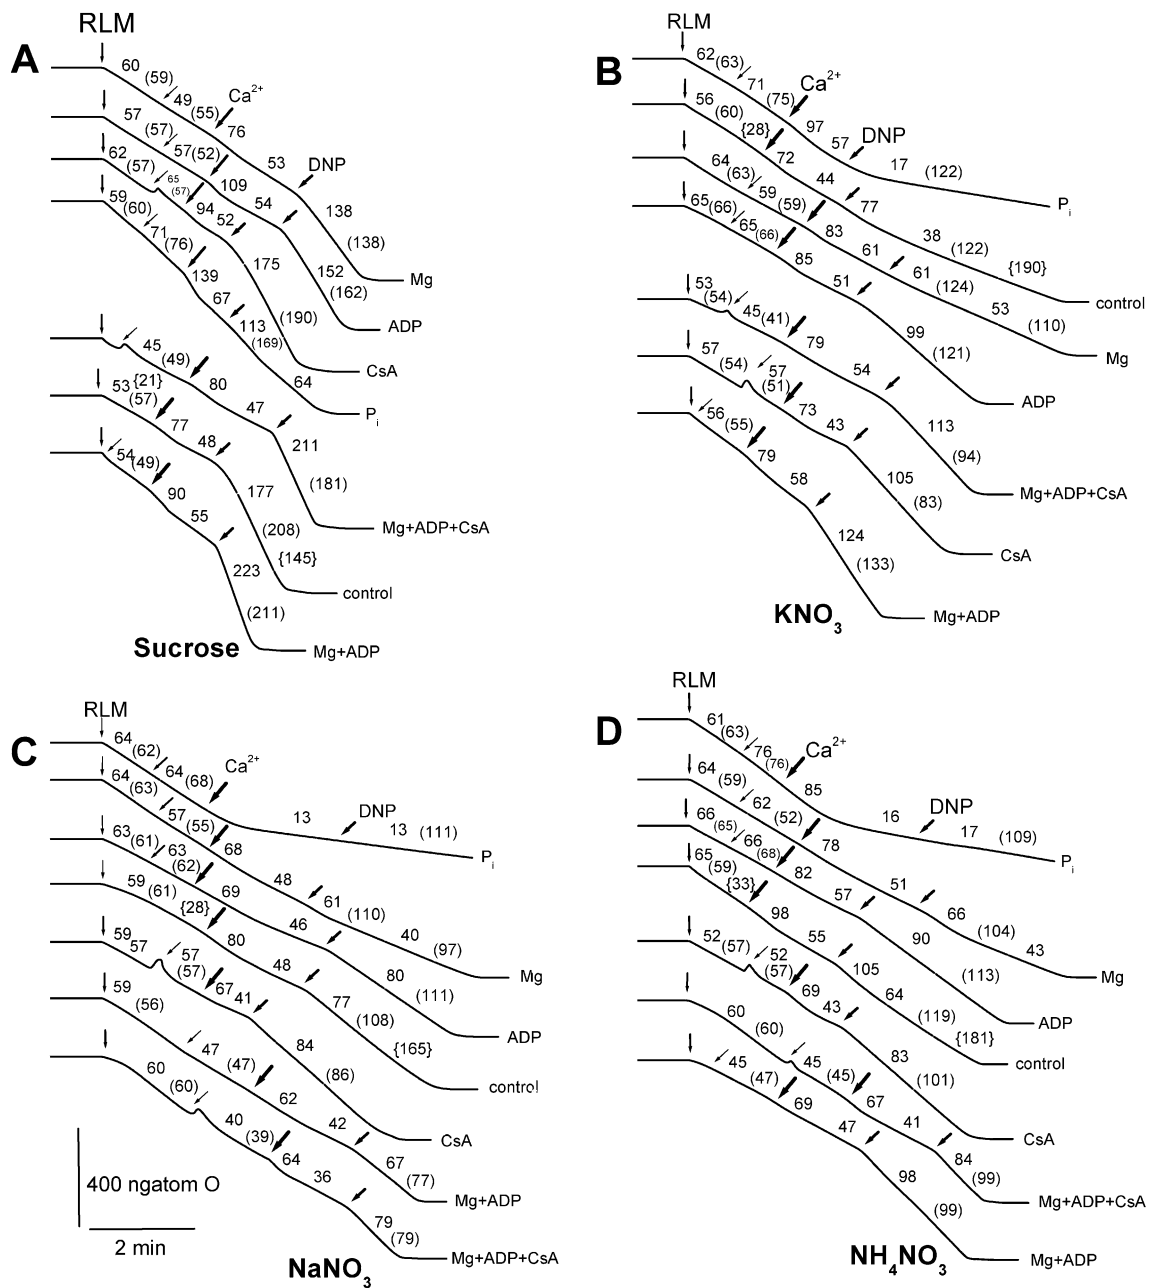 A
RLM
60 (59) 49 (55) Ca²⁺ 76 53 DNP 138 (138) Mg
57 (57) 57 (52) 109 54 152 (162) ADP
62 (57) 65 (57) 94 52 175 (190) CsA
59 (60) 71 (76) 139 67 113 (169) 64 Pᵢ
45 (49) 80 47 211 (181) Mg+ADP+CsA
53 (57) {21} 77 48 177 (208) {145} control
54 (49) 90 55 223 (211) Mg+ADP
Sucrose
B
RLM
62 (63) 71 (75) Ca²⁺ 97 57 DNP 17 (122) Pᵢ
56 (60) {28} 72 44 77 38 (122) {190} control
64 (63) 59 (59) 83 61 61 (124) 53 (110) Mg
65 (66) 65 (66) 85 51 99 (121) ADP
53 (54) 45 (41) 79 54 113 (94) Mg+ADP+CsA
57 (54) 57 (51) 73 43 105 (83) CsA
56 (55) 79 58 124 (133) Mg+ADP
KNO₃
C
RLM
64 (62) 64 (68) Ca²⁺ 13 DNP 13 (111) Pᵢ
64 (63) 57 (55) 68 48 61 (110) 40 (97) Mg
63 (61) 63 (62) 69 46 80 (111) ADP
59 (61) {28} 80 48 77 (108) {165} control
59 57 57 (57) 67 41 84 (86) CsA
59 (56) 47 (47) 62 42 67 (77) Mg+ADP
60 (60) 40 (39) 64 36 79 (79) Mg+ADP+CsA
400 ngatom O
2 min
NaNO₃
D
RLM
61 (63) 76 (76) Ca²⁺ 85 16 DNP 17 (109) Pᵢ
64 (59) 62 (52) 78 51 66 (104) 43 Mg
66 (65) 66 (68) 82 57 90 (113) ADP
65 (59) {33} 98 55 105 64 (119) {181} control
52 (57) 52 (57) 69 43 83 (101) CsA
60 (60) 45 (45) 67 41 84 (99) Mg+ADP+CsA
45 (47) 69 47 98 (99) Mg+ADP
NH₄NO₃